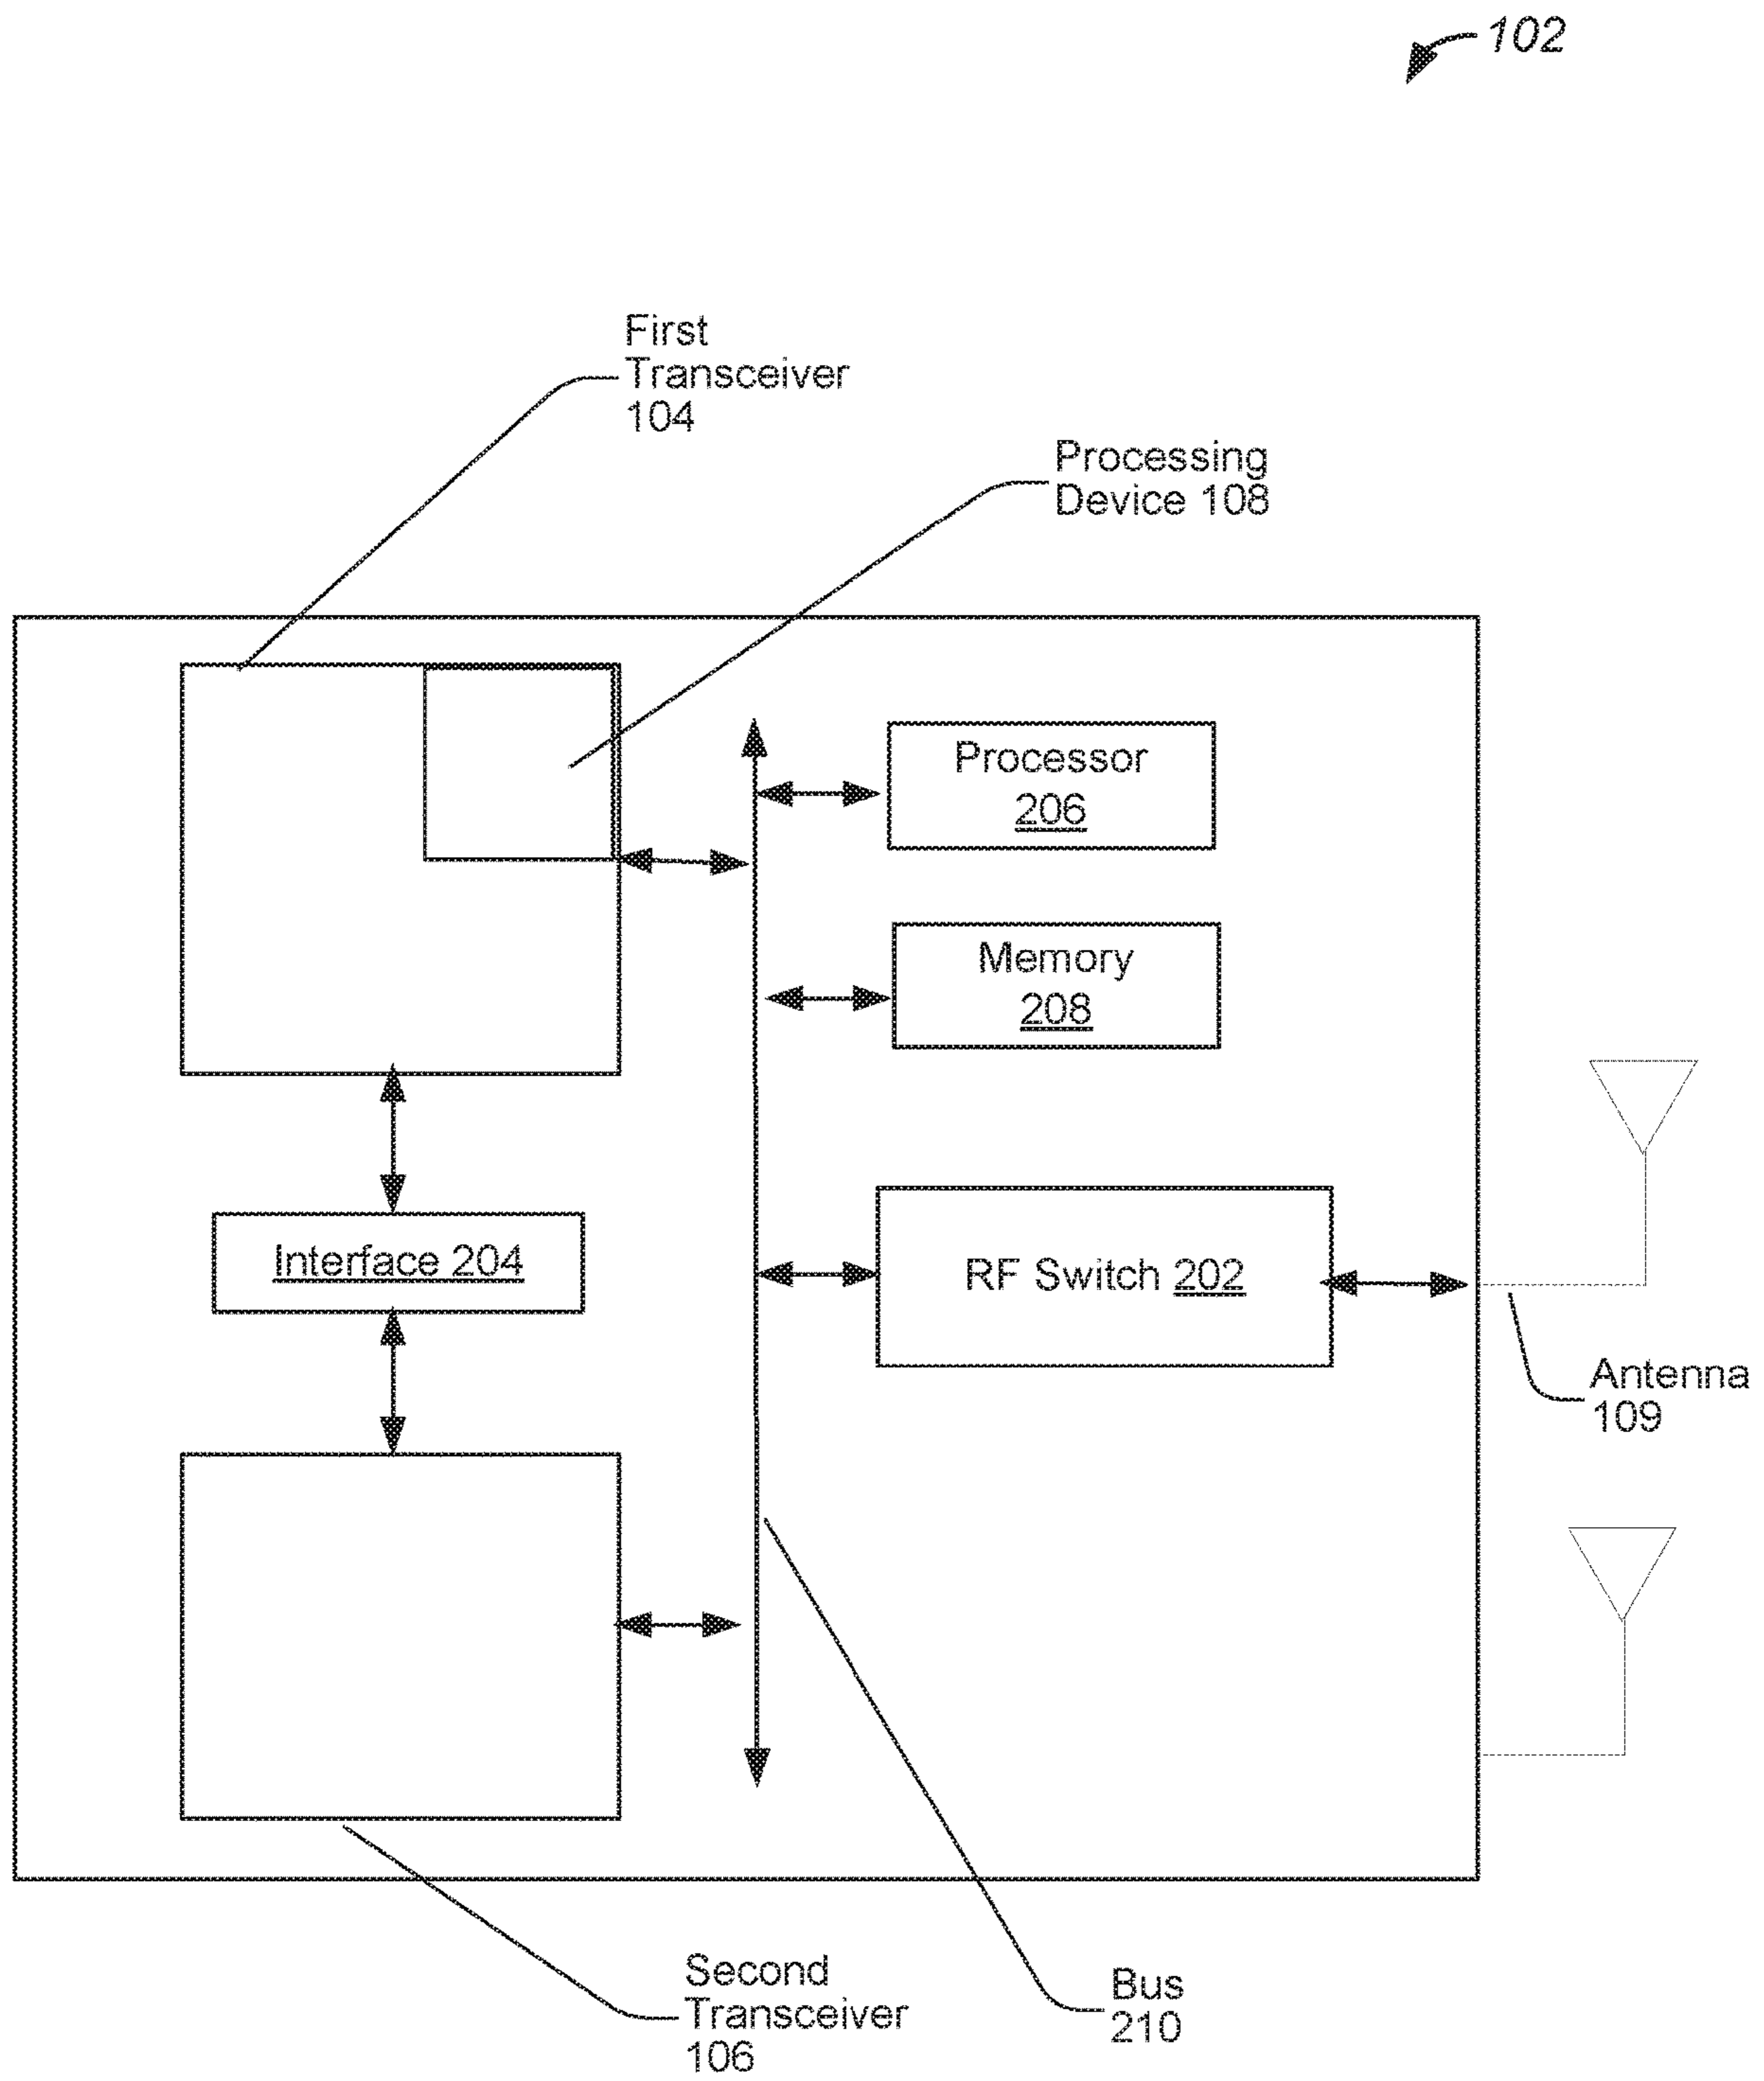 102
First
Transceiver
104
Processing
Device 108
Processor
206
Memory
208
Interface 204
RF Switch 202
Antenna
109
Second
Transceiver
106
Bus
210